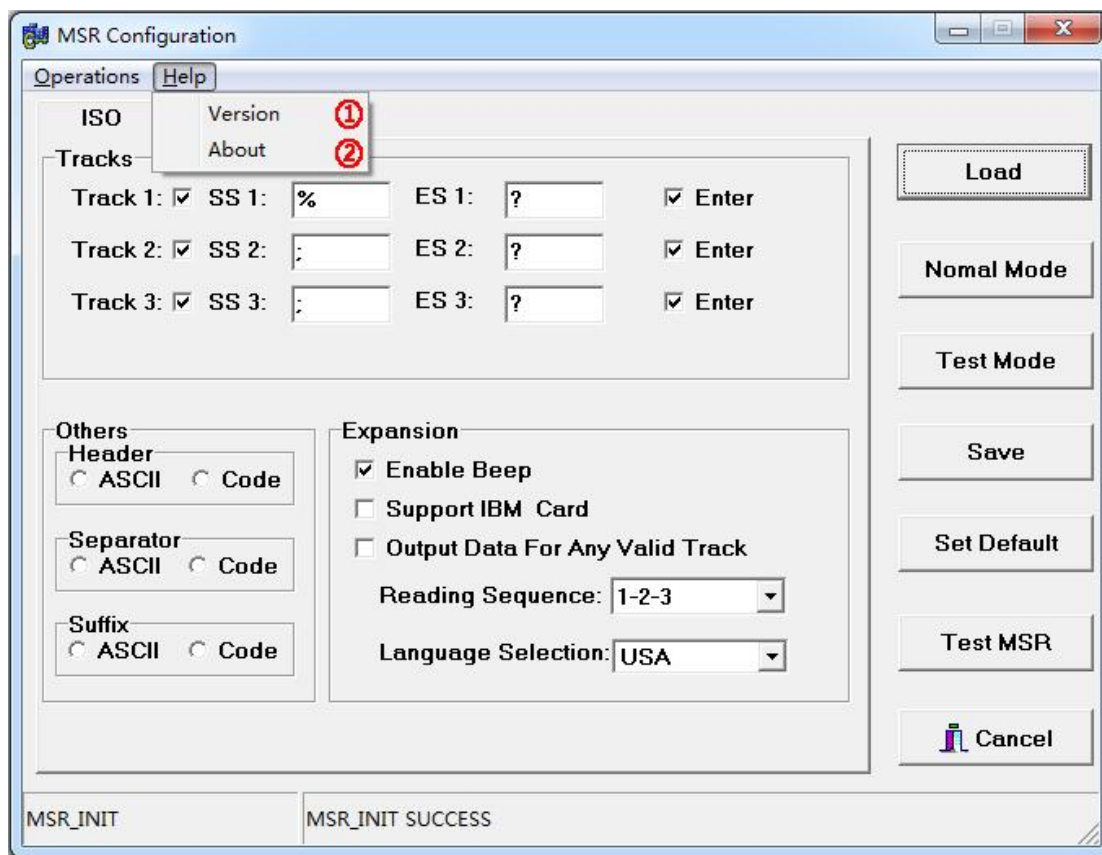 MSR Configuration
Operations Help
ISO
Version ①
About ②
Tracks
Track 1: SS 1: % ES 1: ? Enter
Track 2: SS 2: ; ES 2: ? Enter
Track 3: SS 3: ; ES 3: ? Enter
Others
Header
ASCII Code
Separator
ASCII Code
Suffix
ASCII Code
Expansion
Enable Beep
Support IBM Card
Output Data For Any Valid Track
Reading Sequence: 1-2-3
Language Selection: USA
Load
Nomal Mode
Test Mode
Save
Set Default
Test MSR
Cancel
MSR_INIT MSR_INIT SUCCESS